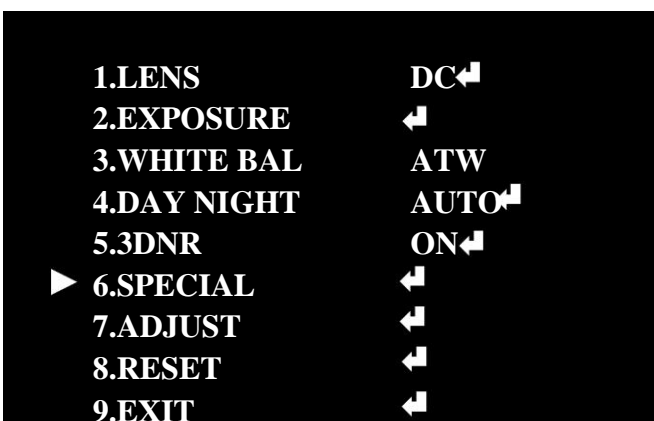 1.LENS DC↵
2.EXPOSURE ↵
3.WHITE BAL ATW
4.DAY NIGHT AUTO↵
5.3DNR ON↵
6.SPECIAL ↵
7.ADJUST ↵
8.RESET ↵
9.EXIT ↵